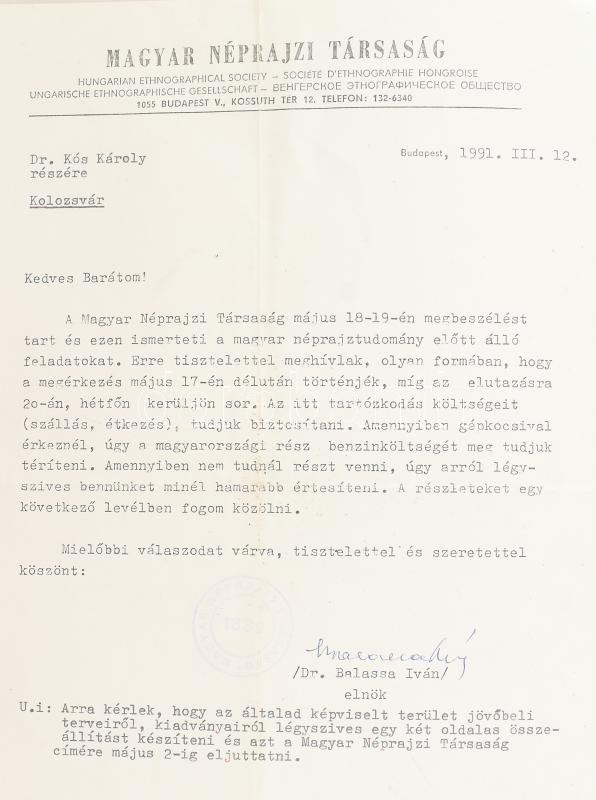 MAGYAR NÉPRAJZI TÁRSASÁG
HUNGARIAN ETHNOGRAPHICAL SOCIETY — SOCIÉTÉ D'ETHNOGRAPHIE HONGROISE
UNGARISCHE ETHNOGRAPHISCHE GESELLSCHAFT — ВЕНГЕРСКОЕ ЭТНОГРАФИЧЕСКОЕ ОБЩЕСТВО
1055 BUDAPEST V., KOSSUTH TÉR 12. TELEFON: 132-6340
Dr. Kós Károly
részére
Kolozsvár
Budapest, 1991. III. 12.
Kedves Barátom!
A Magyar Néprajzi Társaság május 18-19-én megbeszélést
tart és ezen ismerteti a magyar néprajztudomány előtt álló
feladatokat. Erre tisztelettel meghívlak, olyan formában, hogy
a megérkezés május 17-én délután történjék, míg az elutazásra
2o-án, hétfőn kerüljön sor. Az itt tartózkodás költségeit
(szállás, étkezés), tudjuk biztosítani. Amennyiben gépkocsival
érkeznél, úgy a magyarországi rész benzinköltségét meg tudjuk
téríteni. Amennyiben nem tudnál részt venni, úgy arról légy-
szives bennünket minél hamarabb értesíteni. A részleteket egy
következő levélben fogom közölni.
Mielőbbi válaszodat várva, tisztelettel és szeretettel
köszönt:
/Dr. Balassa Iván/
elnök
U.i: Arra kérlek, hogy az általad képviselt terület jövőbeli
terveiről, kiadványairól légyszives egy két oldalas össze-
állítást készíteni és azt a Magyar Néprajzi Társaság
címére május 2-ig eljuttatni.